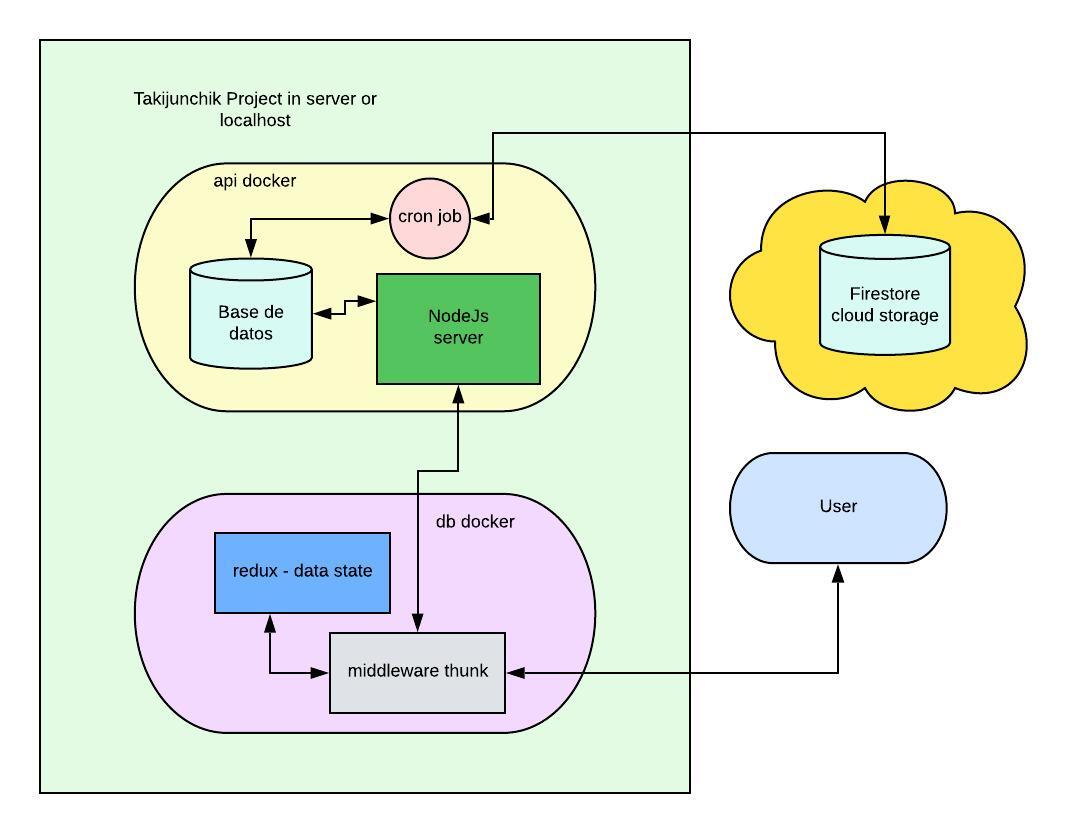 Takijunchik Project in server or
localhost
api docker
cron job
Base de
datos
NodeJs
server
Firestore
cloud storage
User
db docker
redux - data state
middleware thunk